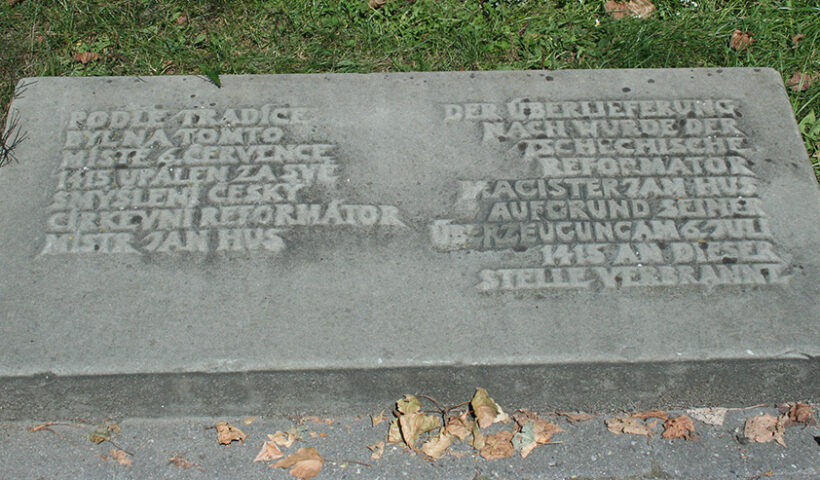 PODLE TRADICE
BYL NA TOMTO
MÍSTĚ 6. ČERVENCE
1415 UPÁLEN ZA SVÉ
SMÝŠLENÍ ČESKÝ
CÍRKEVNÍ REFORMÁTOR
MISTR JAN HUS
DER ÜBERLIEFERUNG
NACH WURDE DER
TSCHECHISCHE
REFORMATOR
MAGISTER JAN HUS
AUFGRUND SEINER
ÜBERZEUGUNG AM 6. JULI
1415 AN DIESER
STELLE VERBRANNT